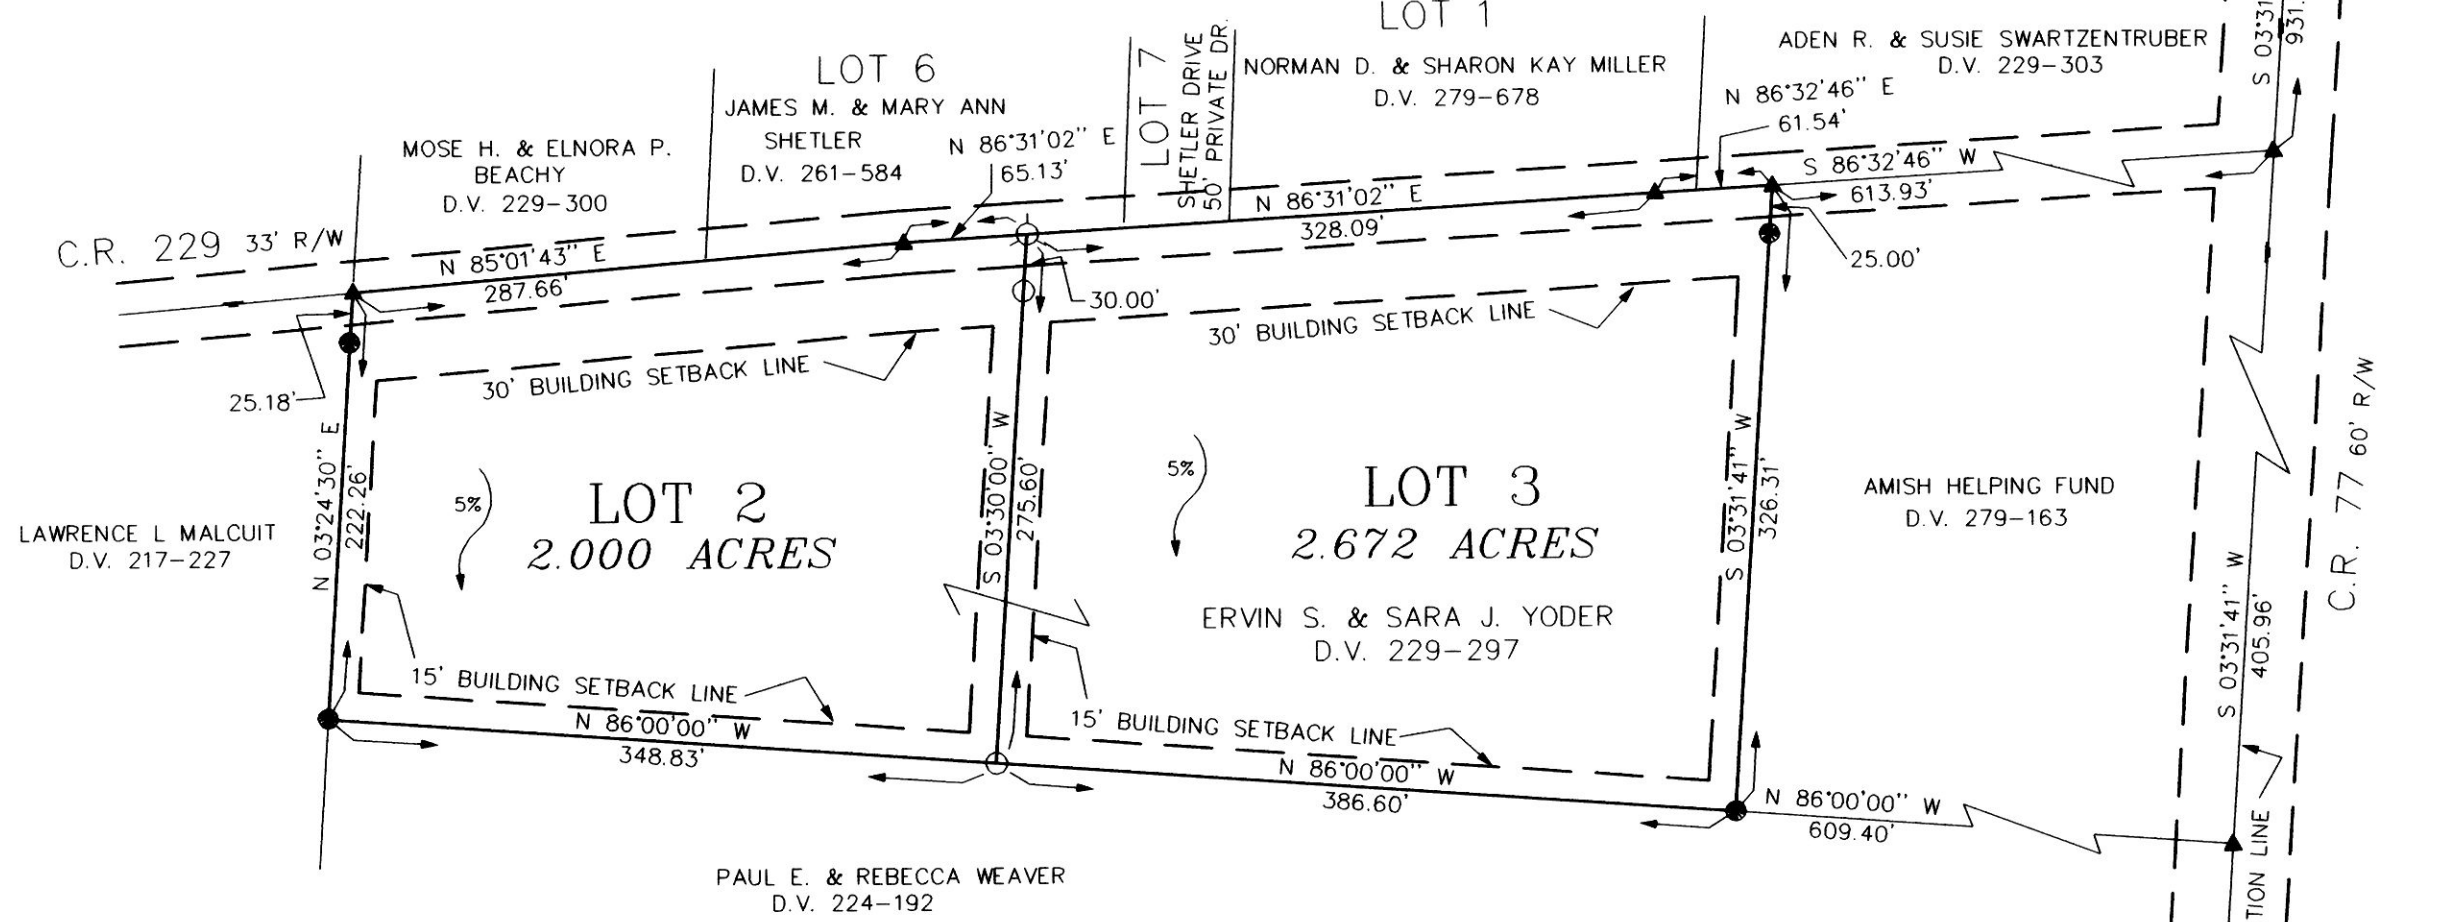 LOT 1
LOT 6
LOT 7
SHETLER DRIVE
50' PRIVATE DR.
NORMAN D. & SHARON KAY MILLER
D.V. 279-678
ADEN R. & SUSIE SWARTZENTRUBER
D.V. 229-303
N 86°32'46" E
61.54'
S 03°31
931.
JAMES M. & MARY ANN
SHETLER
D.V. 261-584
N 86°31'02" E
65.13'
MOSE H. & ELNORA P.
BEACHY
D.V. 229-300
C.R. 229 33' R/W
N 85°01'43" E
287.66'
N 86°31'02" E
328.09'
S 86°32'46" W
613.93'
25.00'
30.00'
25.18'
30' BUILDING SETBACK LINE
30' BUILDING SETBACK LINE
N 03°24'30" E
222.26'
5%
LOT 2
2.000 ACRES
S 03°30'00" W
275.60'
5%
LOT 3
2.672 ACRES
ERVIN S. & SARA J. YODER
D.V. 229-297
S 03°31'41" W
326.31'
AMISH HELPING FUND
D.V. 279-163
C.R. 77 60' R/W
S 03°31'41" W
405.96'
LAWRENCE L MALCUIT
D.V. 217-227
15' BUILDING SETBACK LINE
N 86°00'00" W
348.83'
15' BUILDING SETBACK LINE
N 86°00'00" W
386.60'
N 86°00'00" W
609.40'
TION LINE
PAUL E. & REBECCA WEAVER
D.V. 224-192